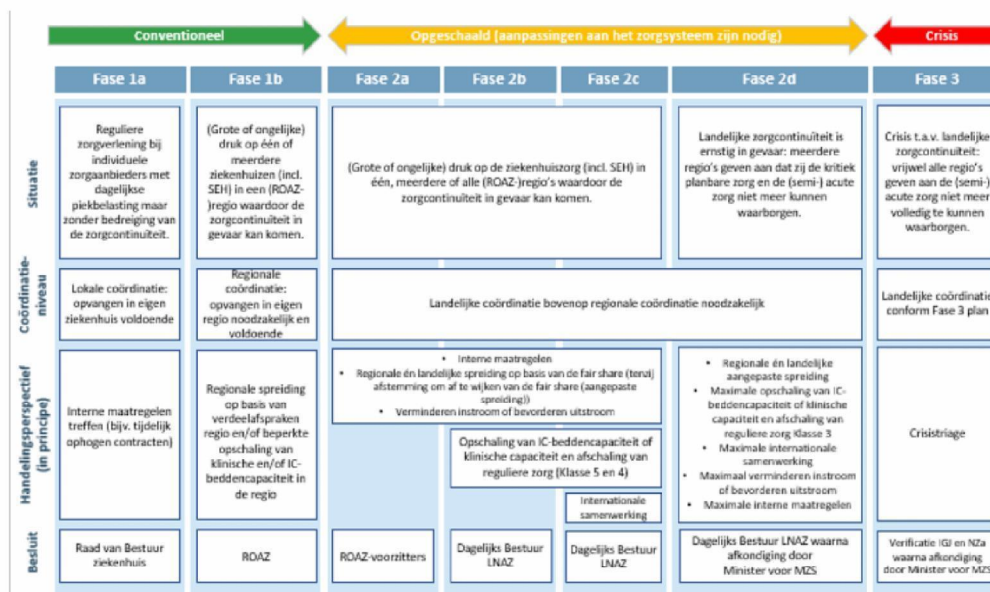 Conventioneel
Opgeschaald (aanpassingen aan het zorgsysteem zijn nodig)
Crisis
Fase 1a
Fase 1b
Fase 2a
Fase 2b
Fase 2c
Fase 2d
Fase 3
Situatie
Reguliere
zorgverlening bij
individuele
zorgaanbieders met
dagelijkse
piekbelasting maar
zonder bedreiging van
de zorgcontinuïteit.
(Grote of ongelijke)
druk op één of
meerdere
ziekenhuizen (incl.
SEH) in een (ROAZ-
)regio waardoor de
zorgcontinuïteit in
gevaar kan komen.
(Grote of ongelijke) druk op de ziekenhuiszorg (incl. SEH) in
één, meerdere of alle (ROAZ-)regio's waardoor de
zorgcontinuïteit in gevaar kan komen.
Landelijke zorgcontinuïteit is
ernstig in gevaar: meerdere
regio's geven aan dat zij de kritiek
planbare zorg en de (semi-) acute
zorg niet meer kunnen
waarborgen.
Crisis t.a.v. landelijke
zorgcontinuïteit:
vrijwel alle regio's
geven aan de (semi-)
acute zorg niet meer
volledig te kunnen
waarborgen.
Coördinatie-
niveau
Lokale coördinatie:
opvangen in eigen
ziekenhuis voldoende
Regionale
coördinatie:
opvangen in eigen
regio noodzakelijk en
voldoende
Landelijke coördinatie bovenop regionale coördinatie noodzakelijk
Landelijke coördinatie
conform Fase 3 plan
Handelingsperspectief
(in principe)
Interne maatregelen
treffen (bijv. tijdelijk
ophogen contracten)
Regionale spreiding
op basis van
verdeelafspraken
regio en/of beperkte
opschaling van
klinische en/of IC-
beddencapaciteit in
de regio
• Interne maatregelen
• Regionale én landelijke spreiding op basis van de fair share (tenzij
afstemming om af te wijken van de fair share (aangepaste
spreiding))
• Verminderen instroom of bevorderen uitstroom
Opschaling van IC-beddencapaciteit of
klinische capaciteit en afschaling van
reguliere zorg (Klasse 5 en 4)
Internationale
samenwerking
• Regionale én landelijke
aangepaste spreiding
• Maximale opschaling van IC-
beddencapaciteit of klinische
capaciteit en afschaling van
reguliere zorg Klasse 3
• Maximale internationale
samenwerking
• Maximaal verminderen instroom
of bevorderen uitstroom
• Maximale interne maatregelen
Crisistriage
Besluit
Raad van Bestuur
ziekenhuis
ROAZ
ROAZ-voorzitters
Dagelijks Bestuur
LNAZ
Dagelijks Bestuur
LNAZ
Dagelijks Bestuur LNAZ waarna
afkondiging door
Minister voor MZS
Verificatie IGJ en NZa
waarna afkondiging
door Minister voor MZS